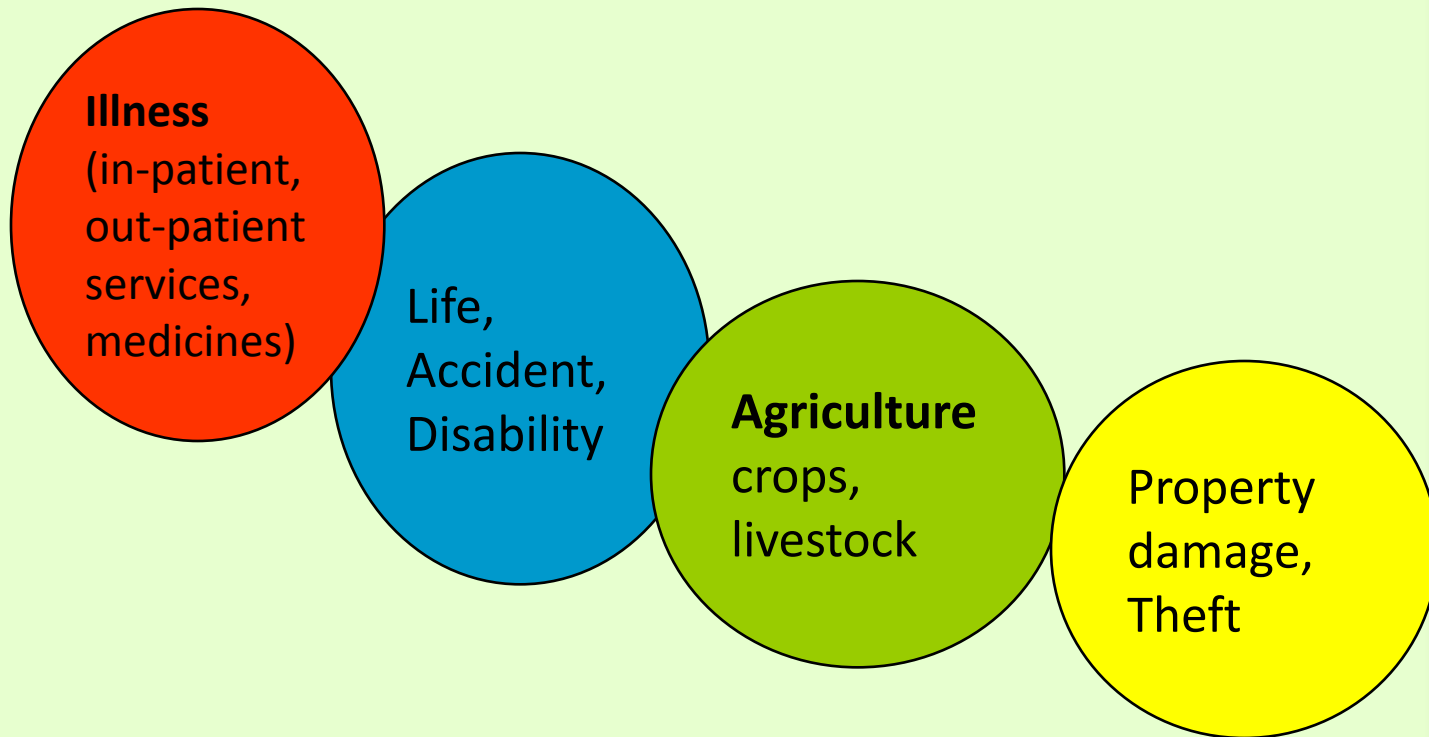 Illness
(in-patient,
out-patient
services,
medicines)
Life,
Accident,
Disability
Agriculture
crops,
livestock
Property
damage,
Theft